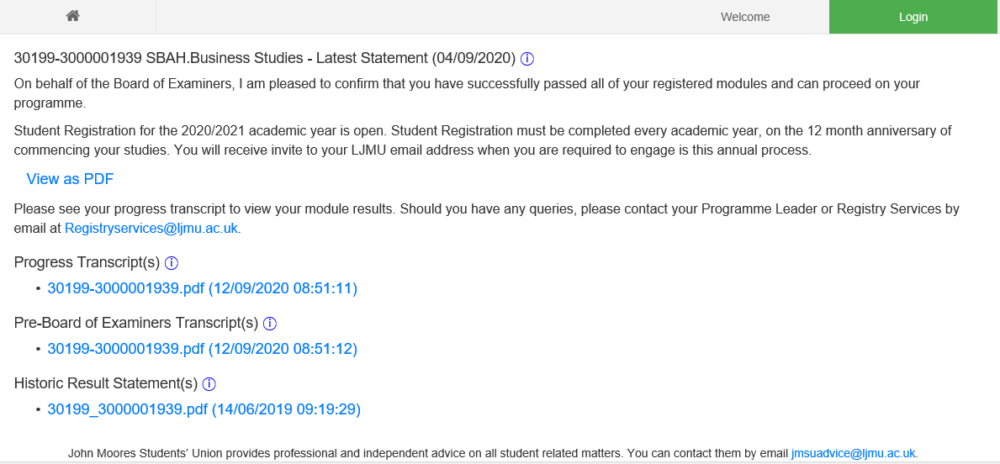 Welcome
Login
30199-3000001939 SBAH.Business Studies - Latest Statement (04/09/2020)
On behalf of the Board of Examiners, I am pleased to confirm that you have successfully passed all of your registered modules and can proceed on your
programme.
Student Registration for the 2020/2021 academic year is open. Student Registration must be completed every academic year, on the 12 month anniversary of
commencing your studies. You will receive invite to your LJMU email address when you are required to engage is this annual process.
View as PDF
Please see your progress transcript to view your module results. Should you have any queries, please contact your Programme Leader or Registry Services by
email at Registryservices@ljmu.ac.uk.
Progress Transcript(s)
• 30199-3000001939.pdf (12/09/2020 08:51:11)
Pre-Board of Examiners Transcript(s)
• 30199-3000001939.pdf (12/09/2020 08:51:12)
Historic Result Statement(s)
• 30199_3000001939.pdf (14/06/2019 09:19:29)
John Moores Students' Union provides professional and independent advice on all student related matters. You can contact them by email jmsuadvice@ljmu.ac.uk.